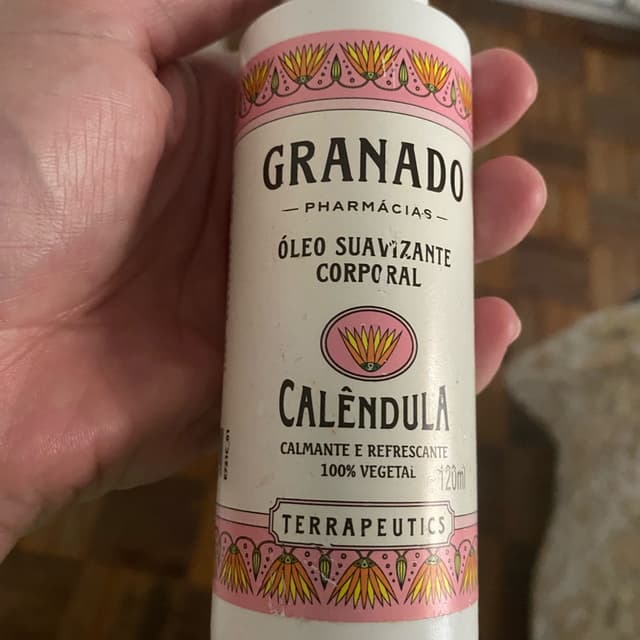 GRANADO
PHARMÁCIAS
ÓLEO SUAVIZANTE
CORPORAL
CALÊNDULA
CALMANTE E REFRESCANTE
100% VEGETAL
120ml
TERRAPEUTICS